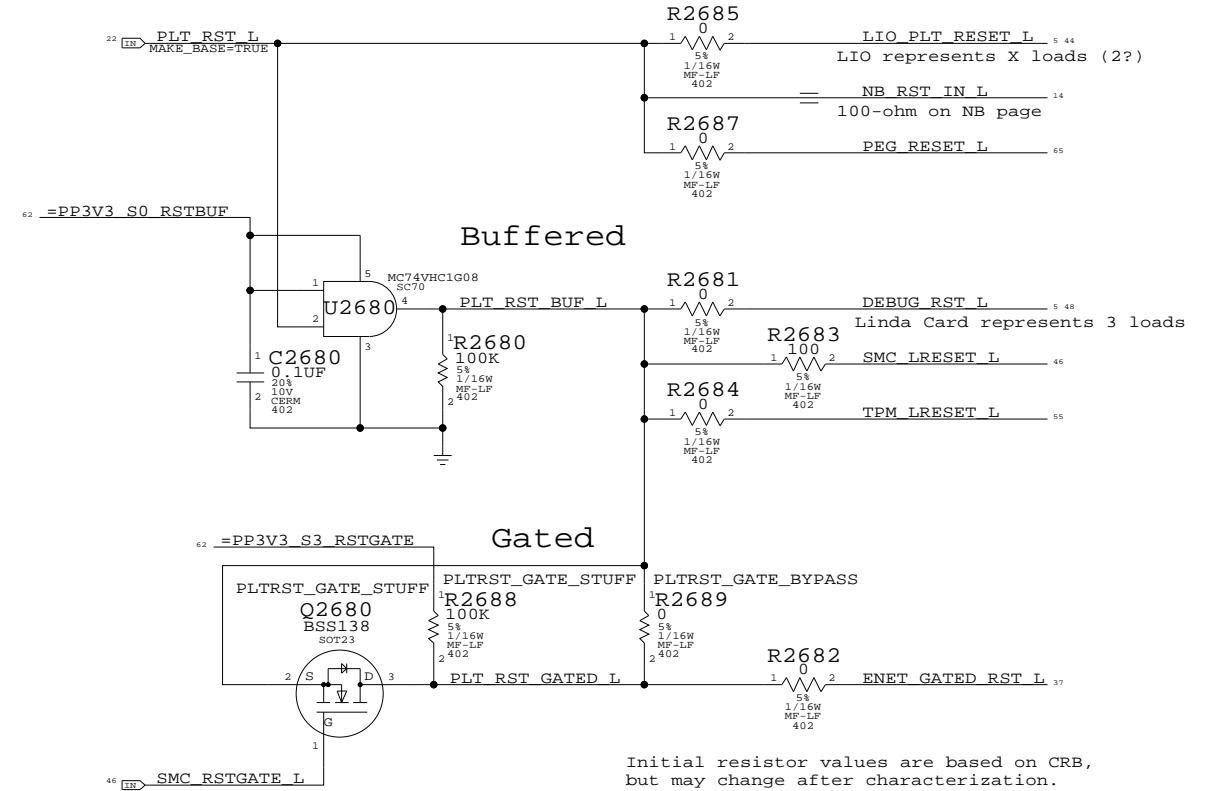 R2685
0
22 IN PLT_RST_L 1 2 LIO_PLT_RESET_L 5 44
MAKE_BASE=TRUE
5%
1/16W
MF-LF
402
LIO represents X loads (2?)
NB_RST_IN_L 14
100-ohm on NB page
R2687
0
1 2 PEG_RESET_L 65
5%
1/16W
MF-LF
402
62 =PP3V3_S0_RSTBUF
Buffered
5 MC74VHC1G08
SC70
1
U2680
2
4 PLT_RST_BUF_L
3
R2681
0
1 2 DEBUG_RST_L 5 48
5%
1/16W
MF-LF
402
Linda Card represents 3 loads
R2683
100
1 2 SMC_LRESET_L 46
5%
1/16W
MF-LF
402
1 R2680
100K
5%
1/16W
MF-LF
2 402
1 C2680
0.1UF
20%
10V
2 CERM
402
R2684
0
1 2 TPM_LRESET_L 55
5%
1/16W
MF-LF
402
Gated
62 =PP3V3_S3_RSTGATE
PLTRST_GATE_STUFF
Q2680
BSS138
SOT23
PLTRST_GATE_STUFF
1 R2688
100K
5%
1/16W
MF-LF
2 402
PLTRST_GATE_BYPASS
1 R2689
0
5%
1/16W
MF-LF
2 402
2 S D 3
G
1
PLT_RST_GATED_L
R2682
0
1 2 ENET_GATED_RST_L 37
5%
1/16W
MF-LF
402
46 IN SMC_RSTGATE_L
Initial resistor values are based on CRB,
but may change after characterization.